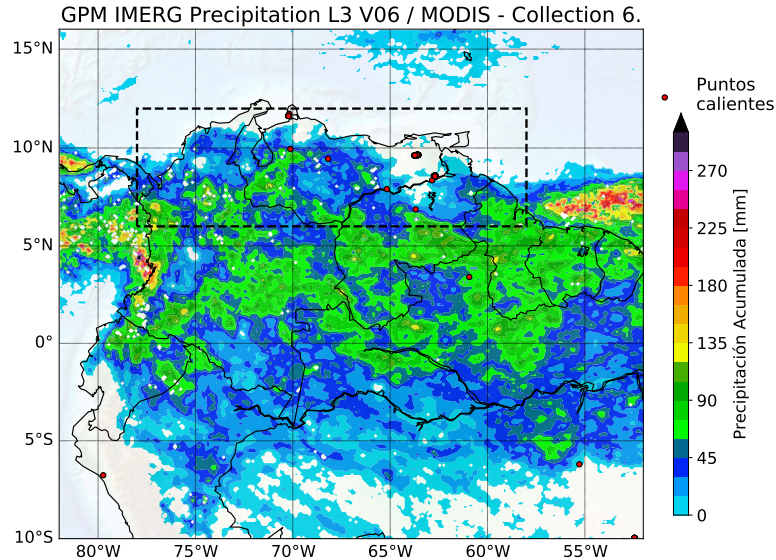 GPM IMERG Precipitation L3 V06 / MODIS - Collection 6.
15°N
10°N
5°N
0°
5°S
10°S
80°W
75°W
70°W
65°W
60°W
55°W
Puntos
calientes
270
225
180
135
90
45
0
Precipitación Acumulada [mm]